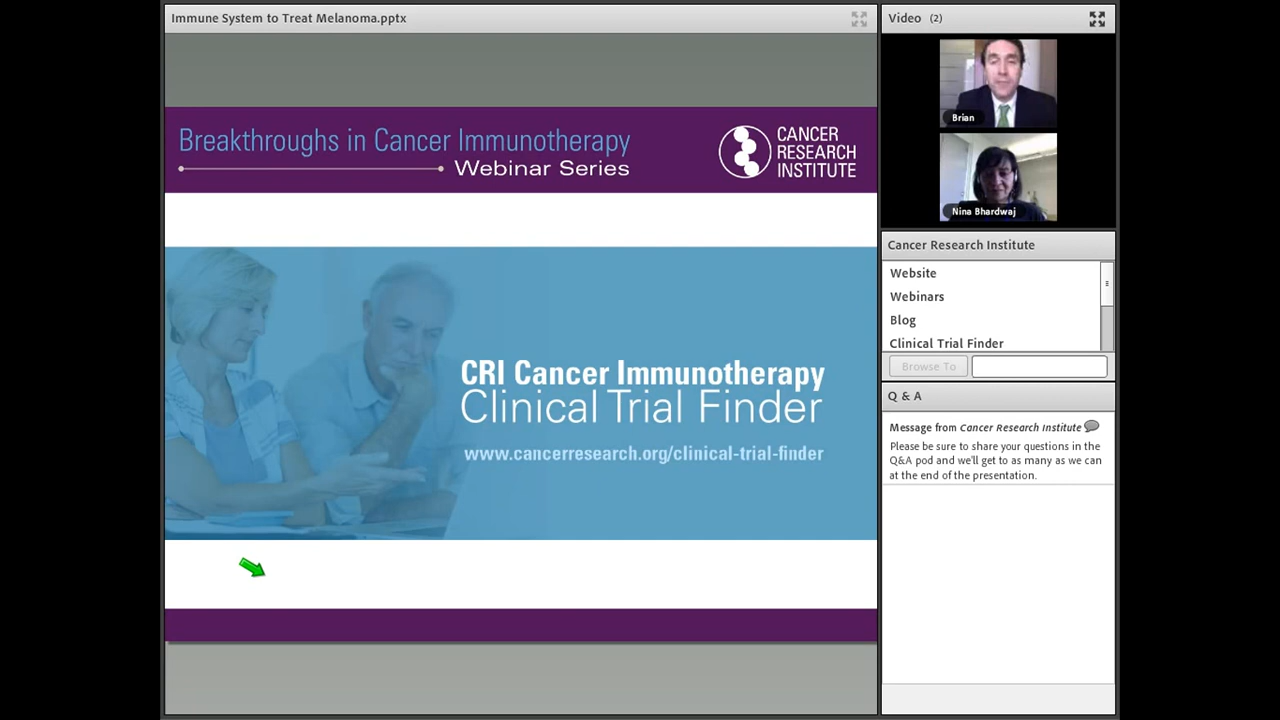 Immune System to Treat Melanoma.pptx
Breakthroughs in Cancer Immunotherapy
Webinar Series
CANCER
RESEARCH
INSTITUTE
CRI Cancer Immunotherapy
Clinical Trial Finder
www.cancerresearch.org/clinical-trial-finder
Video (2)
Brian
Nina Bhardwaj
Cancer Research Institute
Website
Webinars
Blog
Clinical Trial Finder
Browse To
Q & A
Message from Cancer Research Institute
Please be sure to share your questions in the
Q&A pod and we'll get to as many as we can
at the end of the presentation.